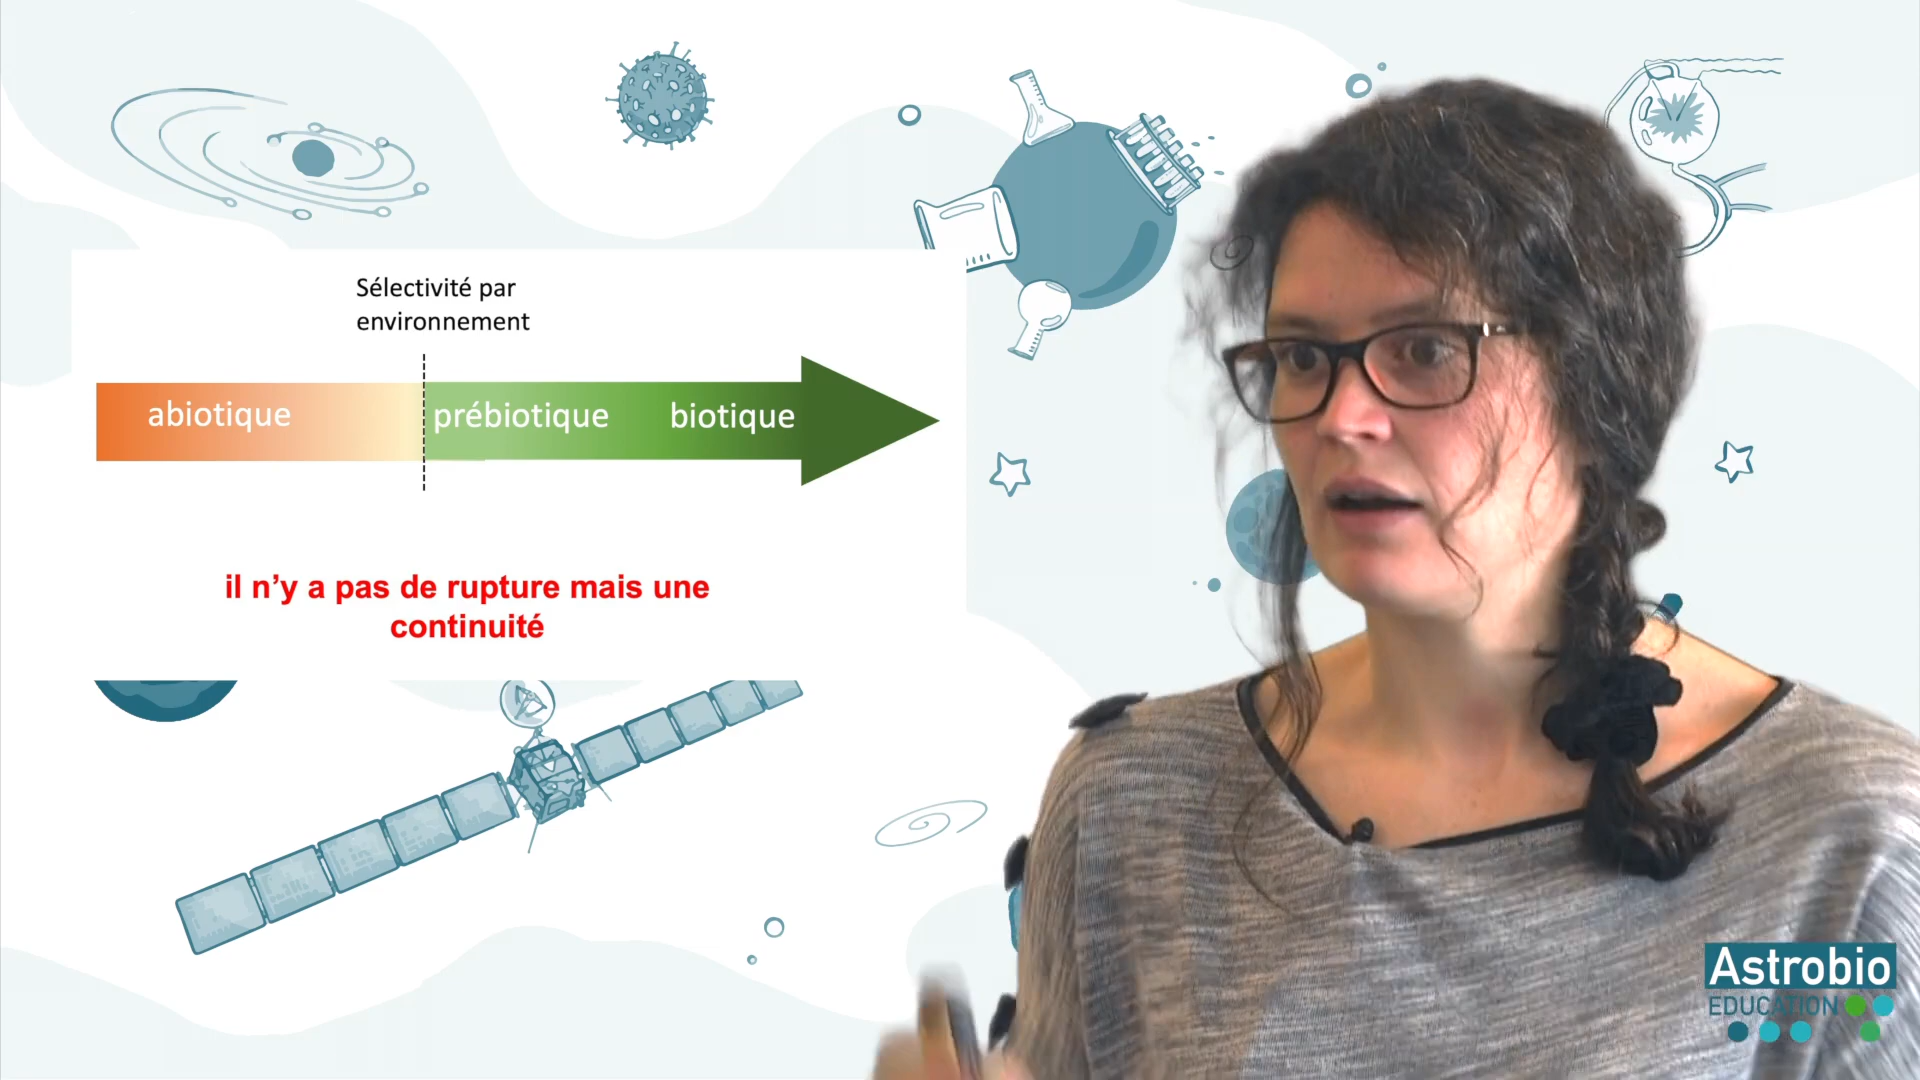 Sélectivité par
environnement
abiotique prébiotique biotique
il n’y a pas de rupture mais une
continuité
Astrobio
EDUCATION